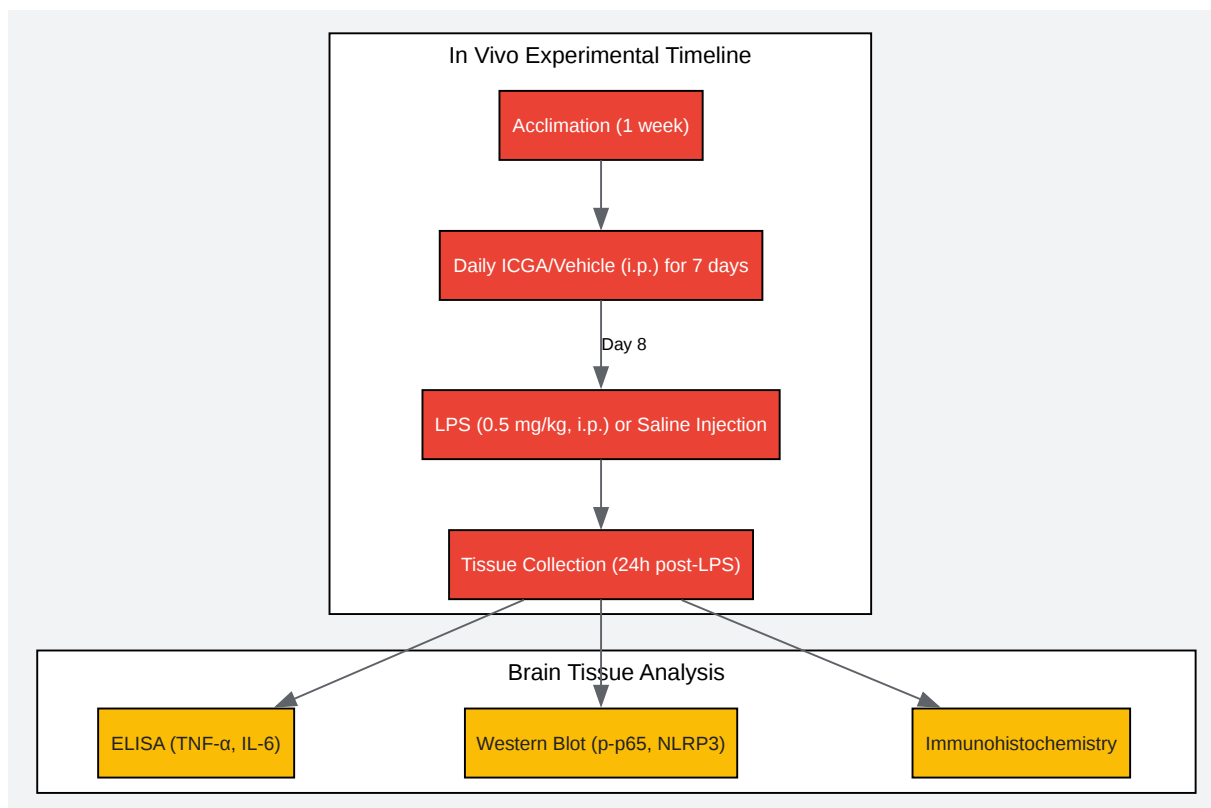 In Vivo Experimental Timeline
Acclimation (1 week)
Daily ICGA/Vehicle (i.p.) for 7 days
Day 8
LPS (0.5 mg/kg, i.p.) or Saline Injection
Tissue Collection (24h post-LPS)
Brain Tissue Analysis
ELISA (TNF-α, IL-6)
Western Blot (p-p65, NLRP3)
Immunohistochemistry